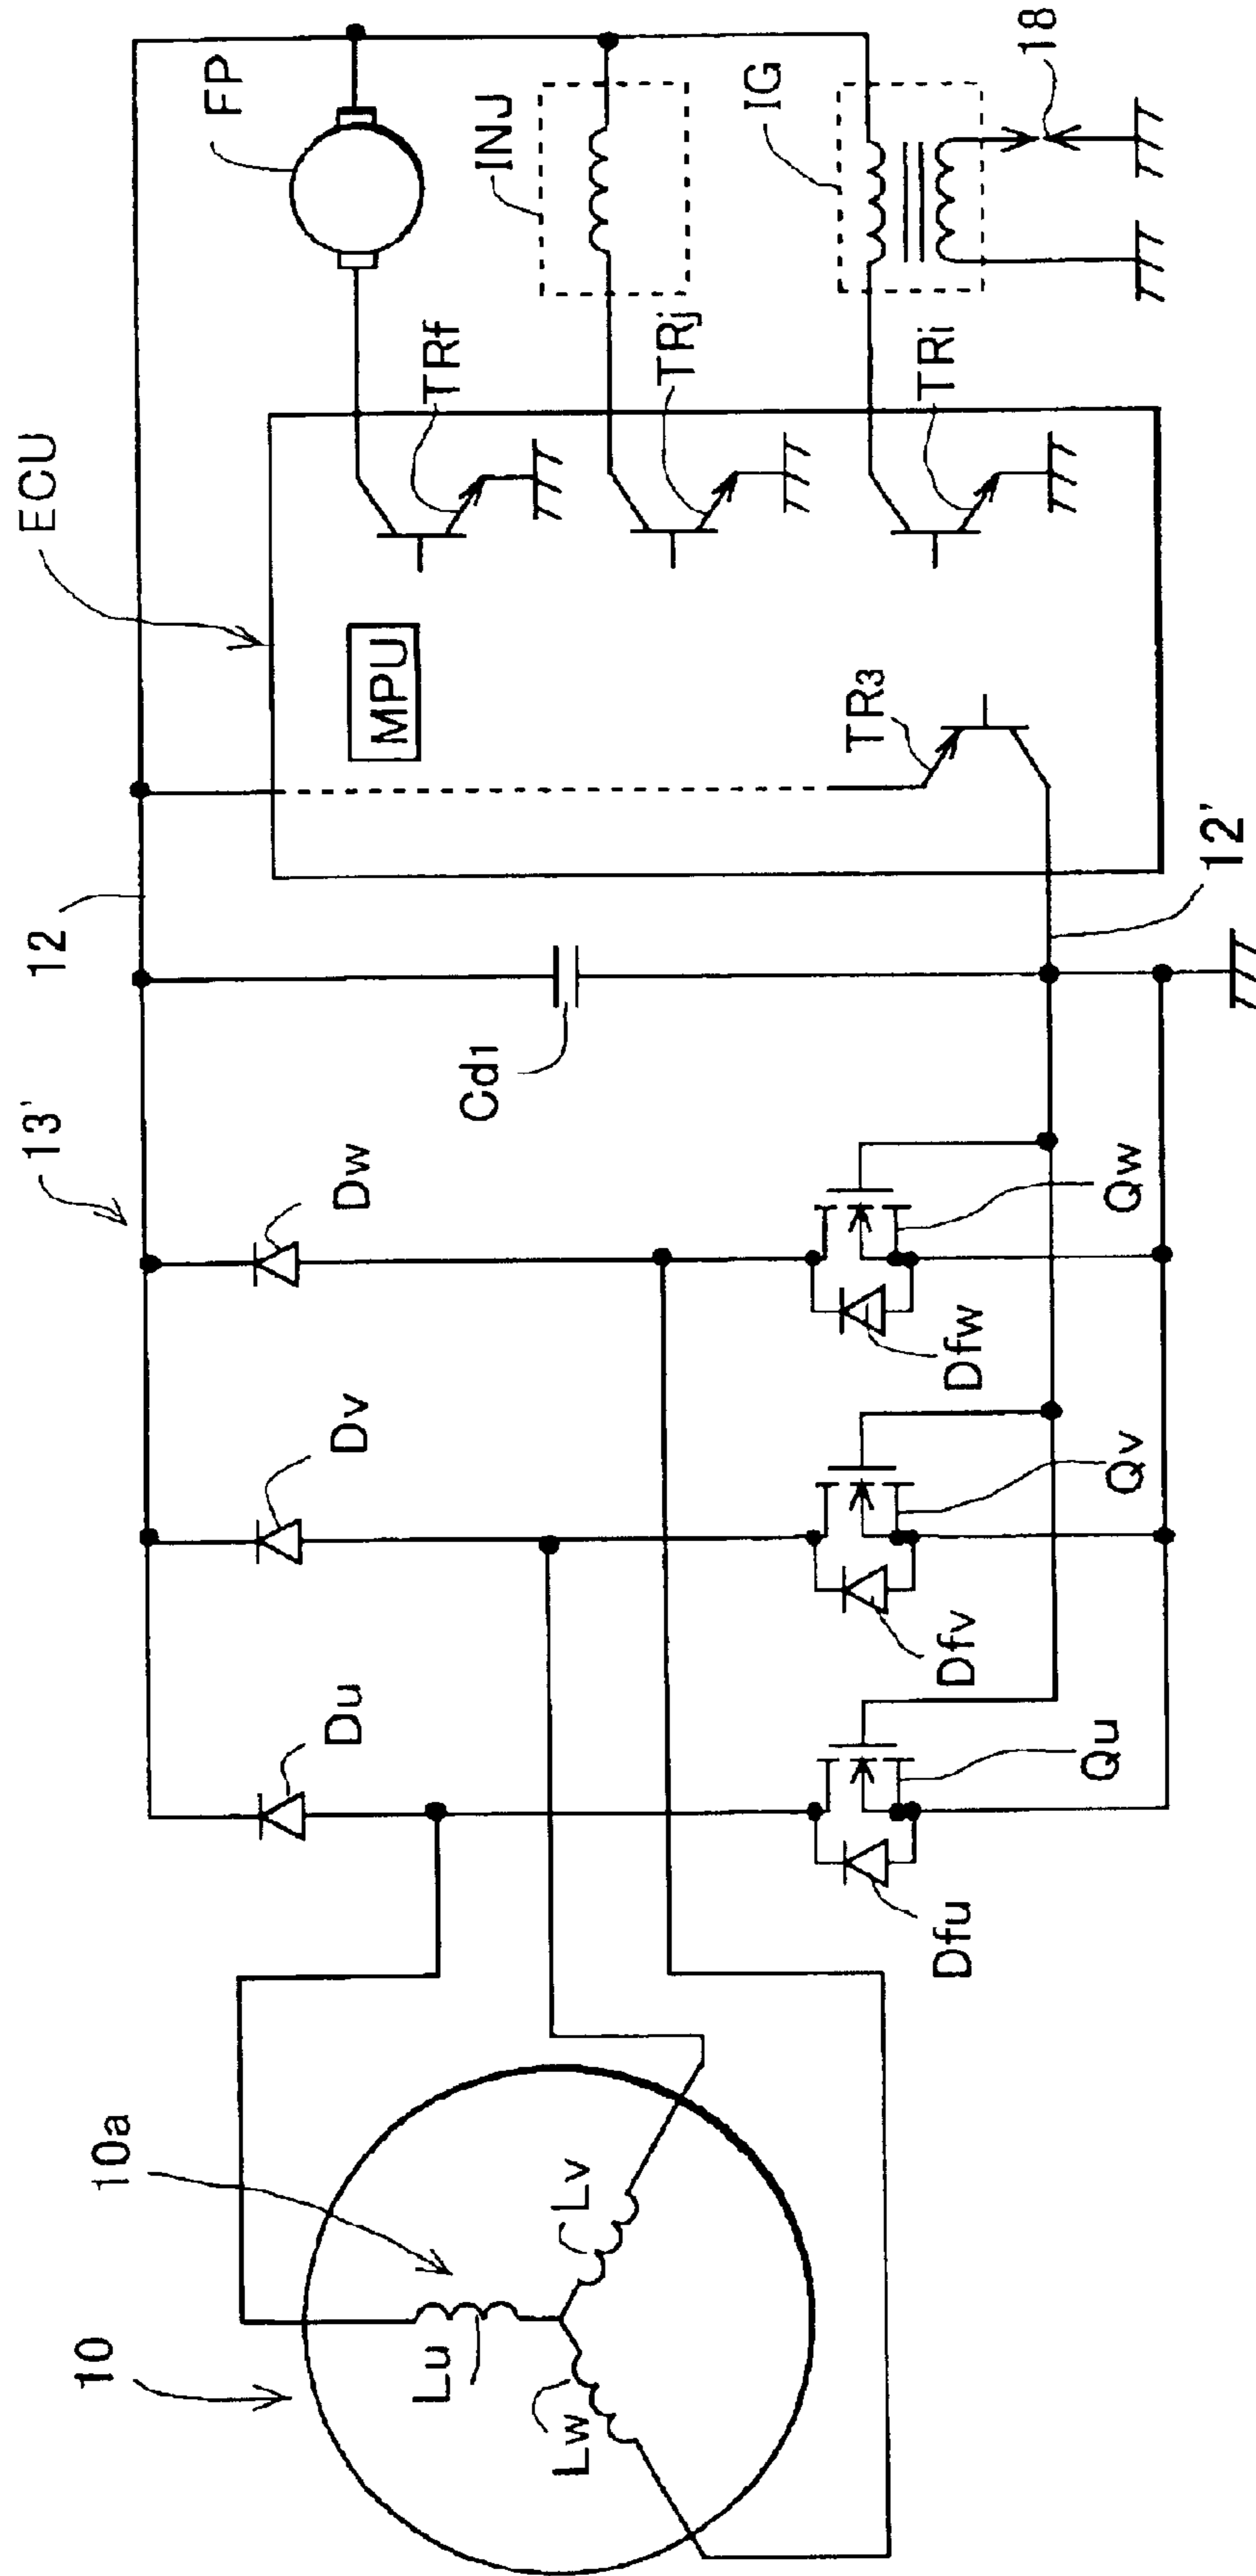 ECU
13'
12
FP
10a
10
MPU
TRf
Dw
Dv
Du
INJ
Lv
Lu
Cd1
TRj
Lw
IG
TR3
TRi
18
Dfw
Dfv
Dfu
12'
Qw
Qv
Qu